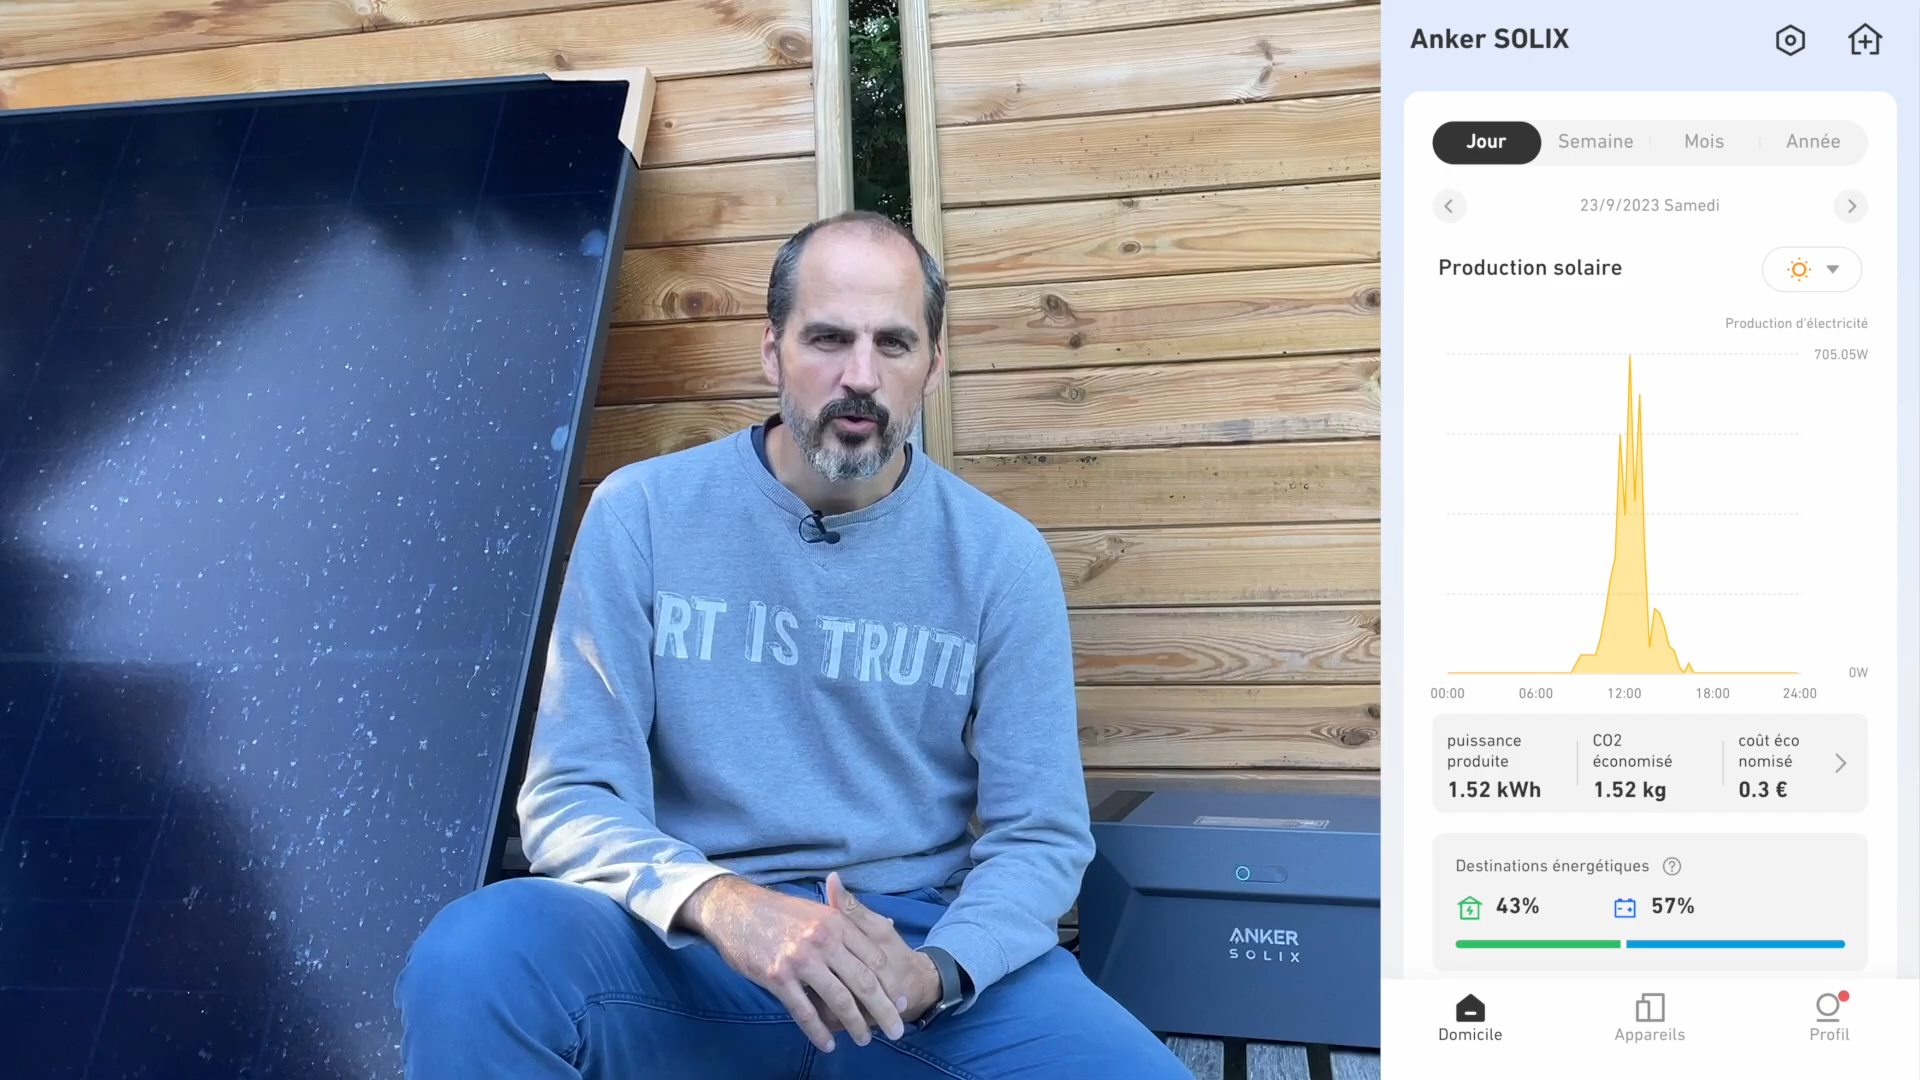 RT IS TRUTH
ANKER
SOLIX
Anker SOLIX
Jour Semaine Mois Année
23/9/2023 Samedi
Production solaire
Production d'électricité
705.05W
0W
00:00 06:00 12:00 18:00 24:00
puissance
produite
1.52 kWh
CO2
économisé
1.52 kg
coût éco
nomisé
0.3 €
Destinations énergétiques ?
43% 57%
Domicile Appareils Profil